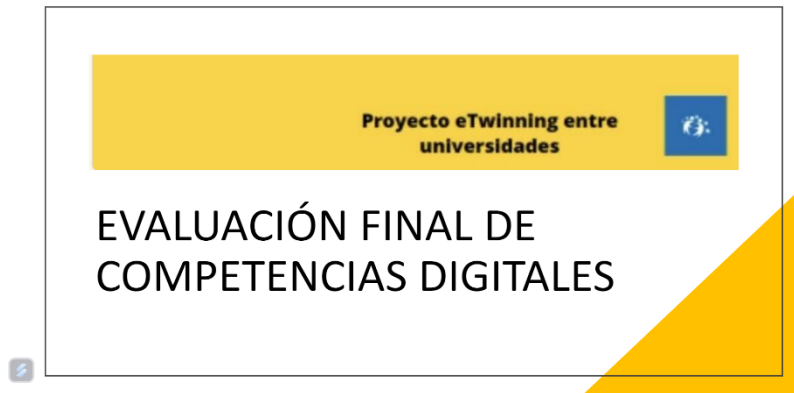 Proyecto eTwinning entre
universidades
EVALUACIÓN FINAL DE
COMPETENCIAS DIGITALES